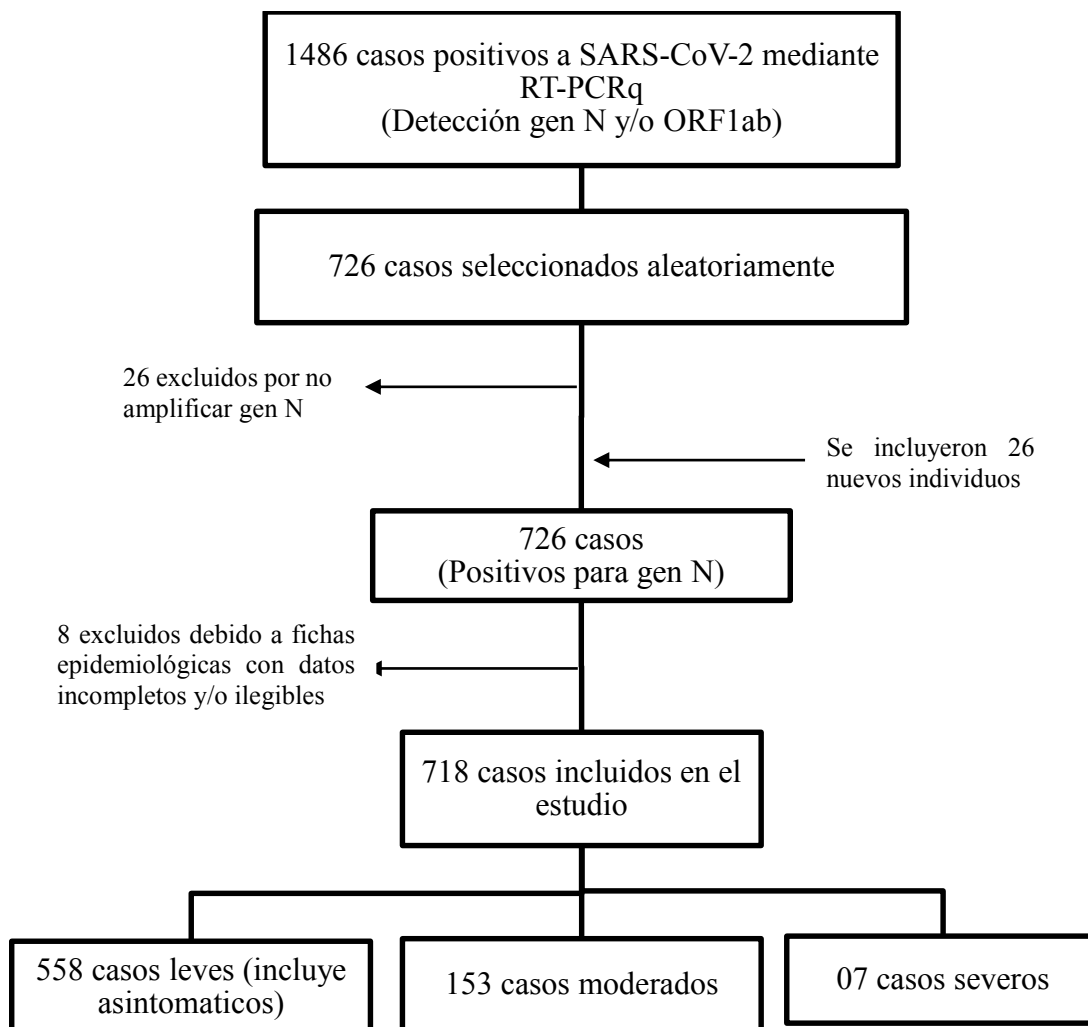 1486 casos positivos a SARS-CoV-2 mediante
RT-PCRq
(Detección gen N y/o ORF1ab)
726 casos seleccionados aleatoriamente
26 excluidos por no
amplificar gen N
Se incluyeron 26
nuevos individuos
726 casos
(Positivos para gen N)
8 excluidos debido a fichas
epidemiológicas con datos
incompletos y/o ilegibles
718 casos incluidos en el
estudio
558 casos leves (incluye
asintomaticos)
153 casos moderados
07 casos severos